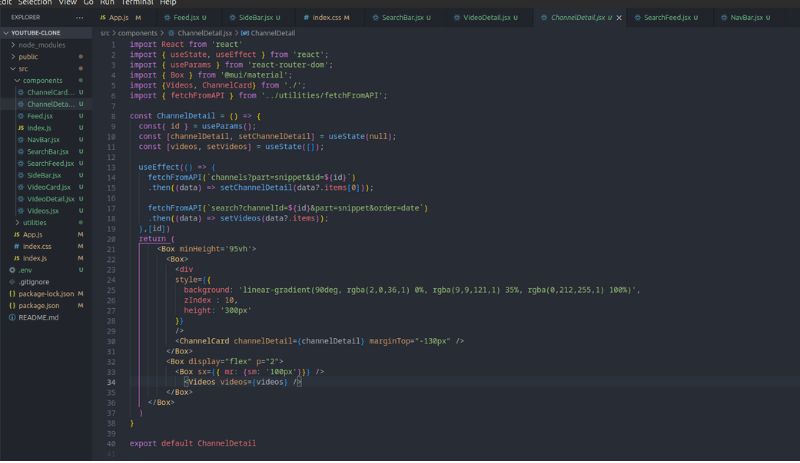 Edit Selection View Go Run Terminal Help
EXPLORER ...
App.js M Feed.jsx U SideBar.jsx U index.css M SearchBar.jsx U VideoDetail.jsx U ChannelDetail.jsx U SearchFeed.jsx U NavBar.jsx U
YOUTUBE-CLONE
node_modules
public
src
components
ChannelCard...
ChannelDeta... U
Feed.jsx U
Index.js U
NavBar.jsx U
SearchBar.jsx U
SearchFeed.jsx U
SideBar.jsx U
VideoCard.jsx U
VideoDetail.jsx U
Videos.jsx U
utilities
App.js M
index.css M
index.js M
.env U
.gitignore
package-lock.json M
package.json M
README.md
src > components > ChannelDetail.jsx > ChannelDetail
1 import React from 'react'
2 import { useState, useEffect } from 'react';
3 import { useParams } from 'react-router-dom';
4 import { Box } from '@mui/material';
5 import {Videos, ChannelCard} from './';
6 import { fetchFromAPI } from '../utilities/fetchFromAPI';
7
8 const ChannelDetail = () => {
9 const{ id } = useParams();
10 const [channelDetail, setChannelDetail] = useState(null);
11 const [videos, setVideos] = useState([]);
12
13 useEffect(() => {
14 fetchFromAPI(`channels?part=snippet&id=${id}`)
15 .then((data) => setChannelDetail(data?.items[0]));
16
17 fetchFromAPI(`search?channelId=${id}&part=snippet&order=date`)
18 .then((data) => setVideos(data?.items));
19 },[id])
20 return (
21 <Box minHeight='95vh'>
22 <Box>
23 <div
24 style={{
25 background: 'linear-gradient(90deg, rgba(2,0,36,1) 0%, rgba(9,9,121,1) 35%, rgba(0,212,255,1) 100%)',
26 zIndex : 10,
27 height: '300px'
28 }}
29 />
30 <ChannelCard channelDetail={channelDetail} marginTop="-130px" />
31 </Box>
32 <Box display="flex" p="2">
33 <Box sx={{ mr: {sm: '100px'}}} />
34 <Videos videos={videos} />
35 </Box>
36 </Box>
37 )
38 }
39
40 export default ChannelDetail
41